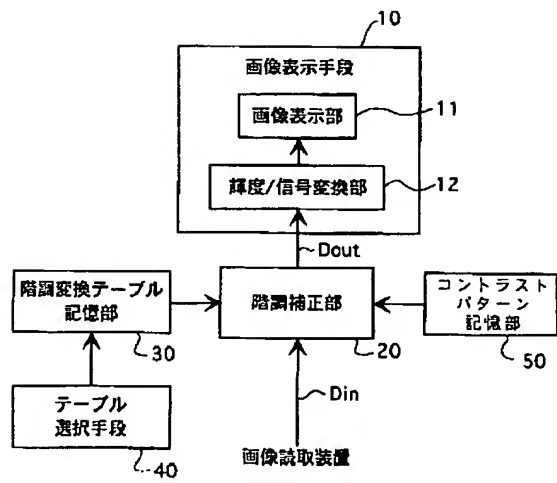 10
画像表示手段
画像表示部
11
輝度/信号変換部
12
Dout
階調変換テーブル
記憶部
30
階調補正部
20
コントラスト
パターン
記憶部
50
テーブル
選択手段
40
Din
画像読取装置